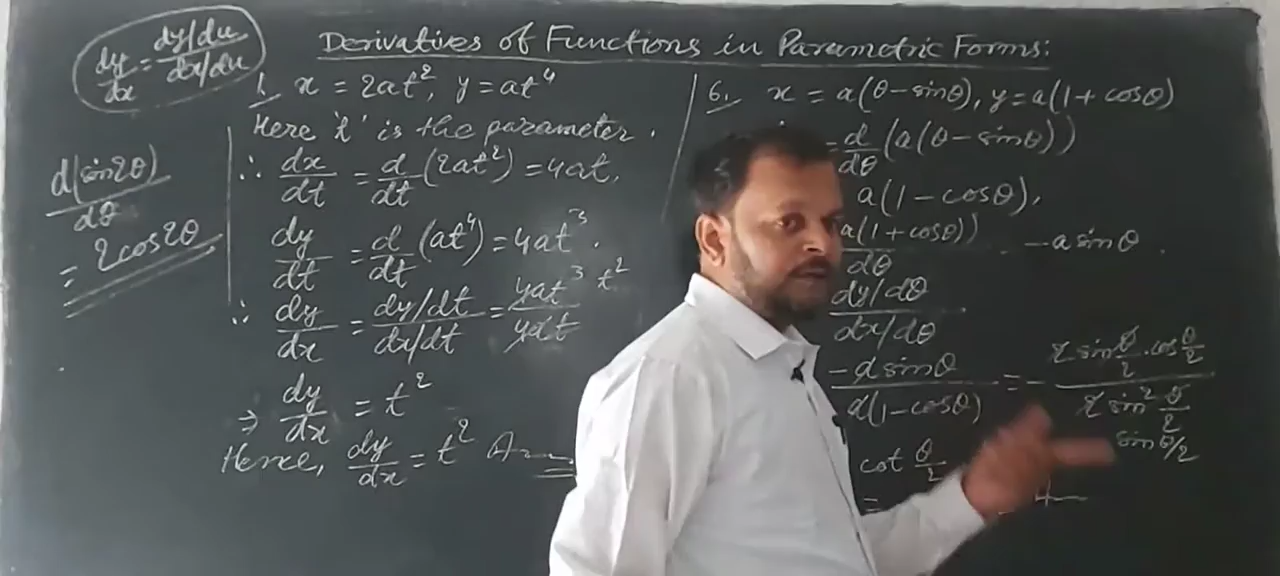 dy/dx = dy/du / dx/du
Derivatives of Functions in Parametric Forms:
d(sin2θ)/dθ
= 2cos2θ
1. x = 2at², y = at⁴
Here 't' is the parameter.
∴ dx/dt = d/dt (2at²) = 4at,
dy/dt = d/dt (at⁴) = 4at³.
∴ dy/dx = dy/dt / dx/dt = 4at³ / 4at t²
⇒ dy/dx = t²
Hence, dy/dx = t² Ans
6. x = a(θ-sinθ), y = a(1+cosθ)
= d/dθ (a(θ-sinθ))
a(1-cosθ),
a(1+cosθ))/dθ -a sinθ.
dy/dθ / dx/dθ
-a sinθ / a(1-cosθ) = - 2 sin θ/2 . cos θ/2 / 2 sin² θ/2
sin θ/2
cot θ/2
=